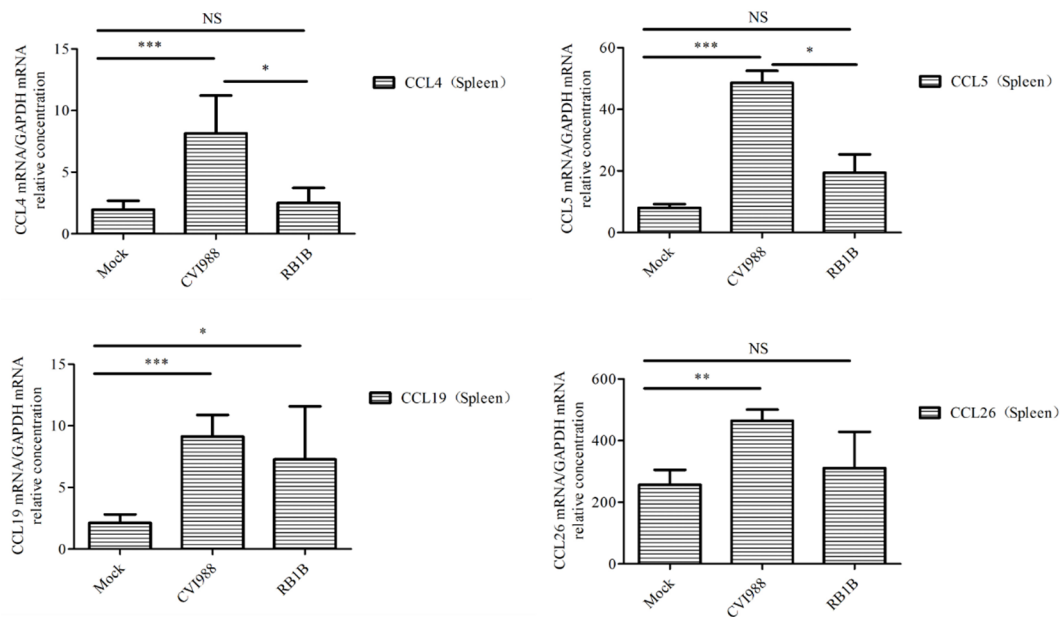 NS
***
*
15
10
5
0
CCL4 mRNA/GAPDH mRNA
relative concentration
Mock
CVI988
RB1B
CCL4（Spleen）
NS
***
*
60
40
20
0
CCL5 mRNA/GAPDH mRNA
relative concentration
Mock
CVI988
RB1B
CCL5（Spleen）
*
***
15
10
5
0
CCL19 mRNA/GAPDH mRNA
relative concentration
Mock
CVI988
RB1B
CCL19（Spleen）
NS
**
600
400
200
0
CCL26 mRNA/GAPDH mRNA
relative concentration
Mock
CVI988
RB1B
CCL26（Spleen）